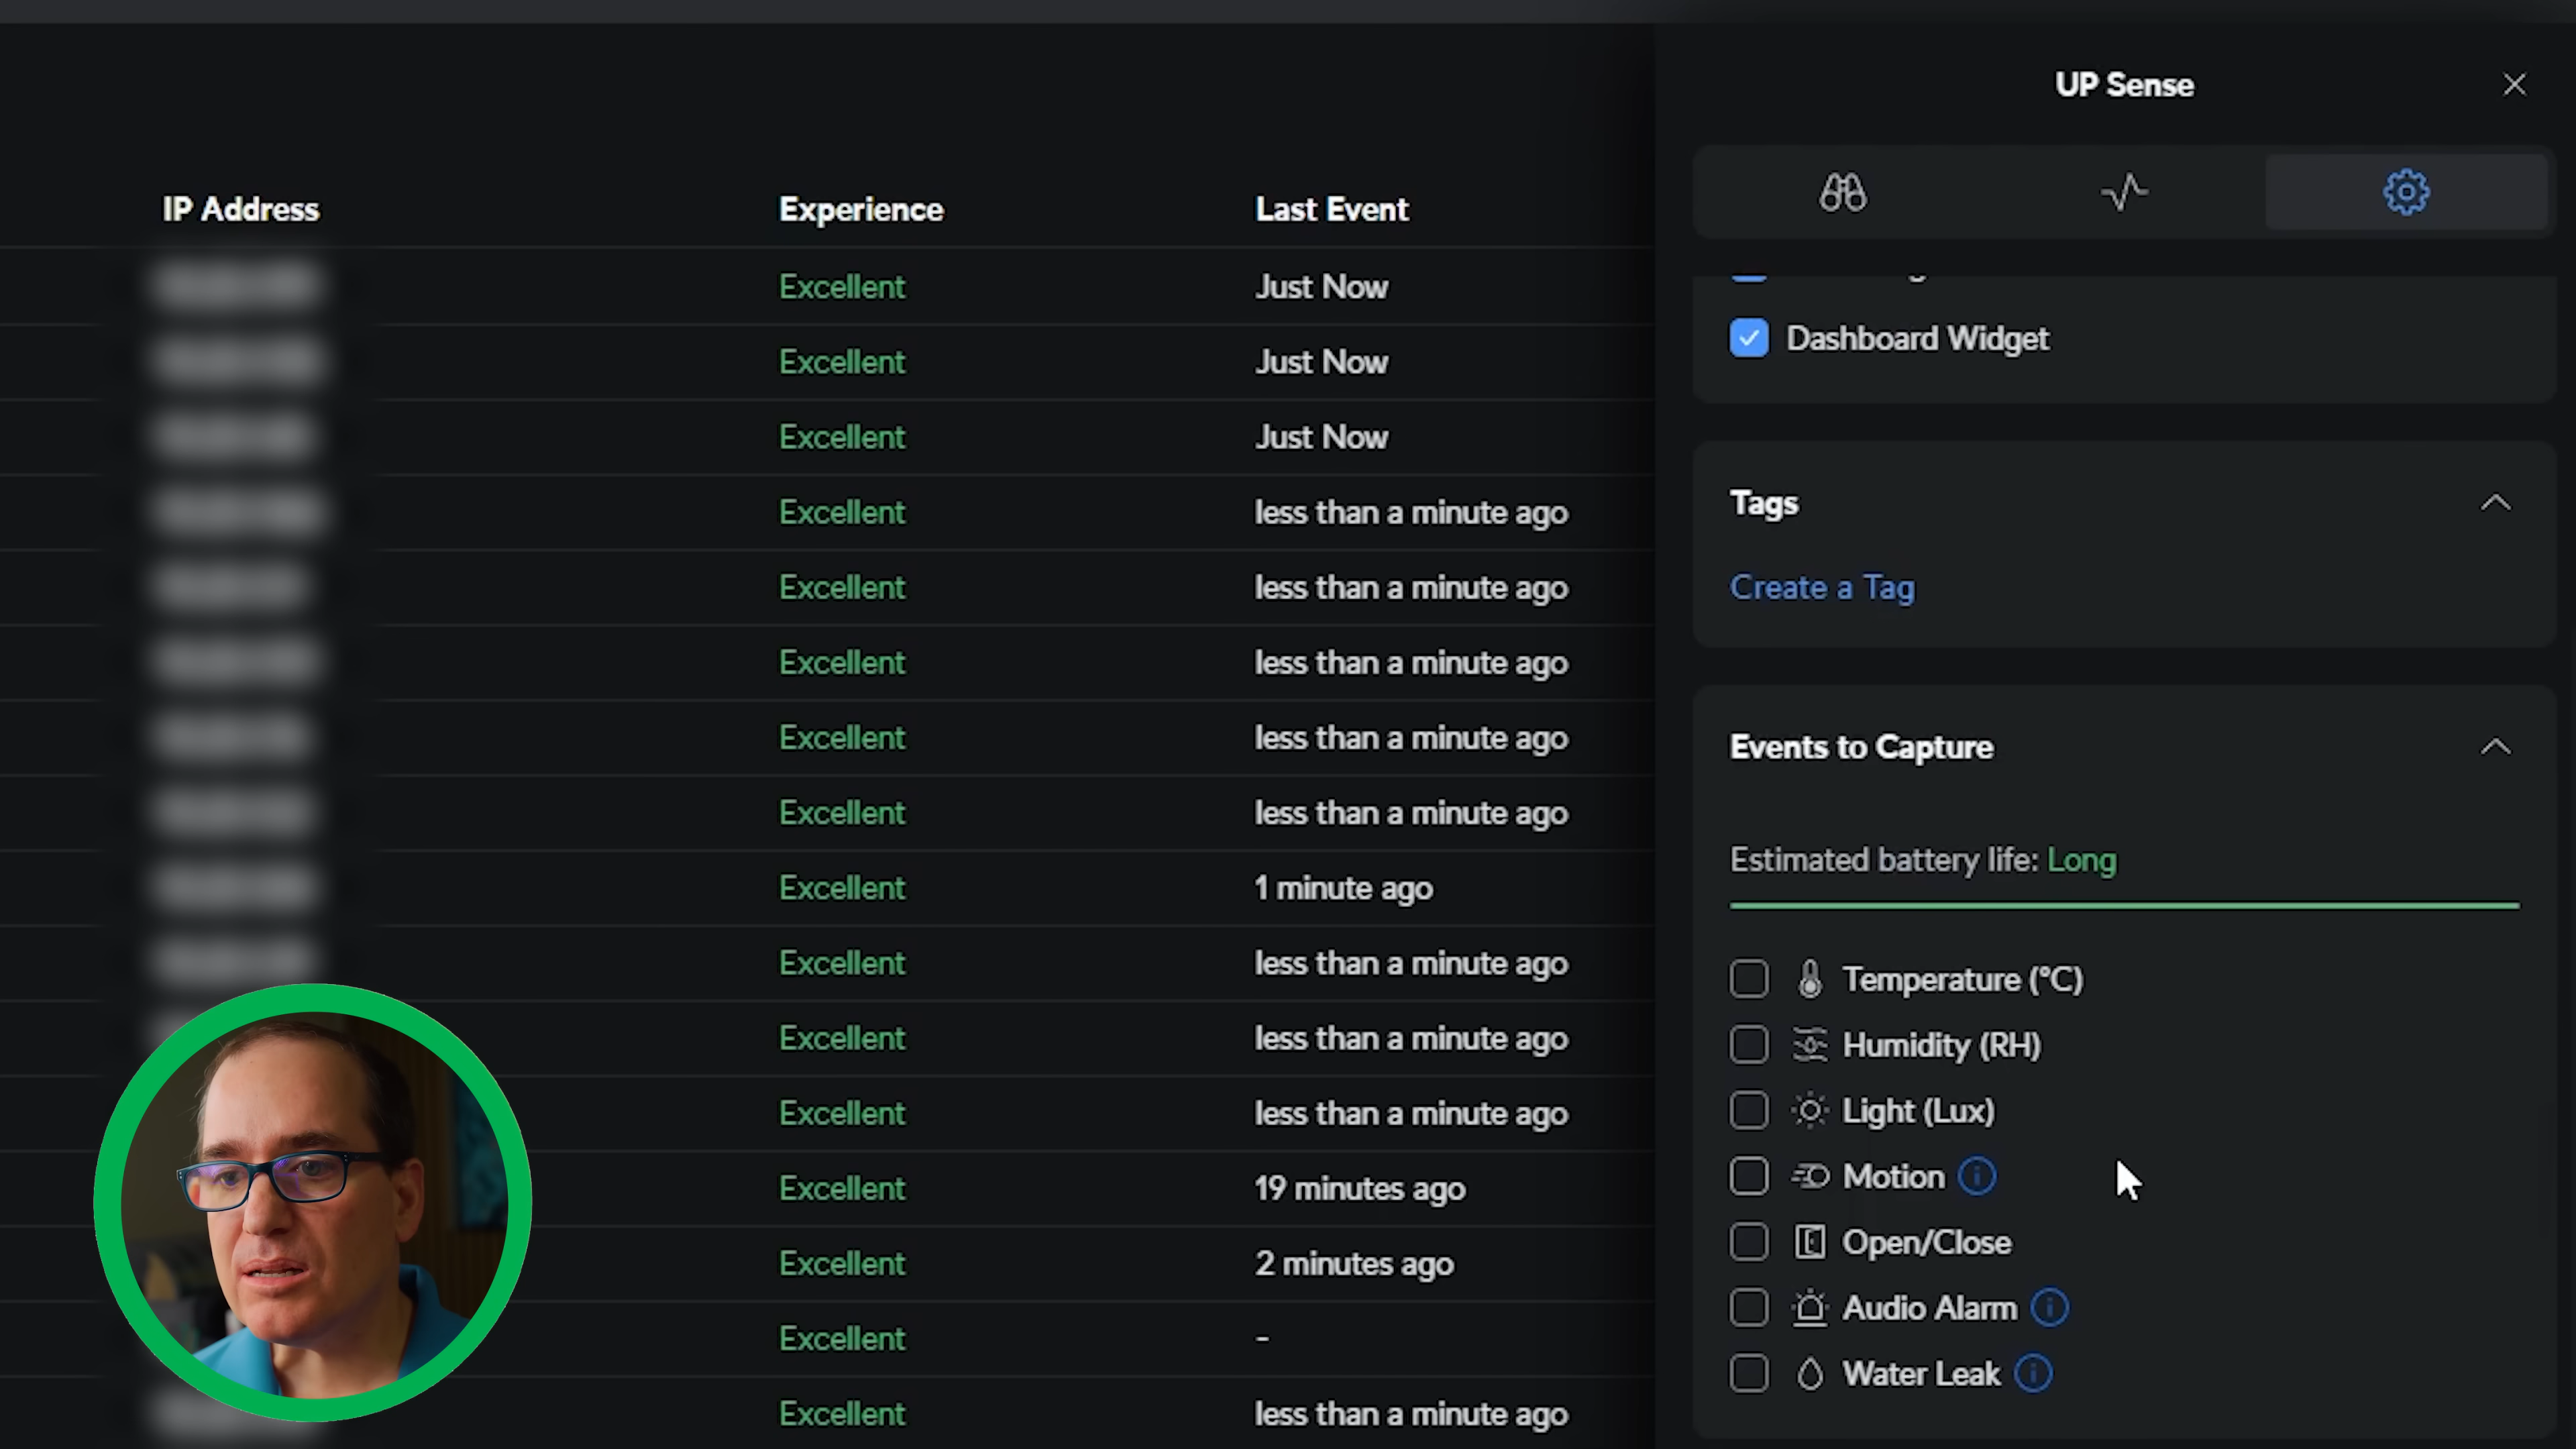 UP Sense
IP Address Experience Last Event
Excellent Just Now
Excellent Just Now
Excellent Just Now
Excellent less than a minute ago
Excellent less than a minute ago
Excellent less than a minute ago
Excellent less than a minute ago
Excellent less than a minute ago
Excellent 1 minute ago
Excellent less than a minute ago
Excellent less than a minute ago
Excellent less than a minute ago
Excellent 19 minutes ago
Excellent 2 minutes ago
Excellent -
Excellent less than a minute ago
Dashboard Widget
Tags
Create a Tag
Events to Capture
Estimated battery life: Long
Temperature (°C)
Humidity (RH)
Light (Lux)
Motion
Open/Close
Audio Alarm
Water Leak